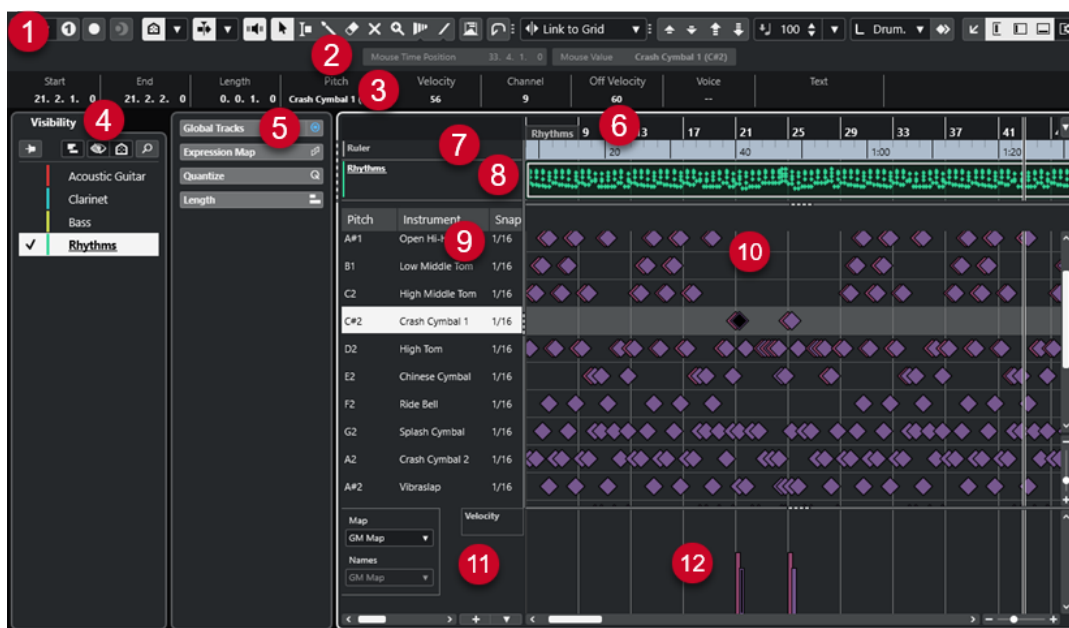 1
Link to Grid
100
L Drum.
2
Mouse Time Position 33. 4. 1. 0 Mouse Value Crash Cymbal 1 (C#2)
Start End Length Pitch Velocity Channel Off Velocity Voice Text
21. 2. 1. 0 21. 2. 2. 0 0. 0. 1. 0 Crash Cymbal 1 ( 56 9 60 --
3
Visibility
4
Acoustic Guitar
Clarinet
Bass
Rhythms
Global Tracks
5
Expression Map
Quantize Q
Length
6
Rhythms 9 13 17 21 25 29 33 37 41
Ruler
7
20 40 1:00 1:20
Rhythms
8
Pitch Instrument Snap
9
10
A#1 Open Hi-H 1/16
B1 Low Middle Tom 1/16
C2 High Middle Tom 1/16
C#2 Crash Cymbal 1 1/16
D2 High Tom 1/16
E2 Chinese Cymbal 1/16
F2 Ride Bell 1/16
G2 Splash Cymbal 1/16
A2 Crash Cymbal 2 1/16
A#2 Vibraslap 1/16
Map
GM Map
Names
GM Map
Velocity
11
12